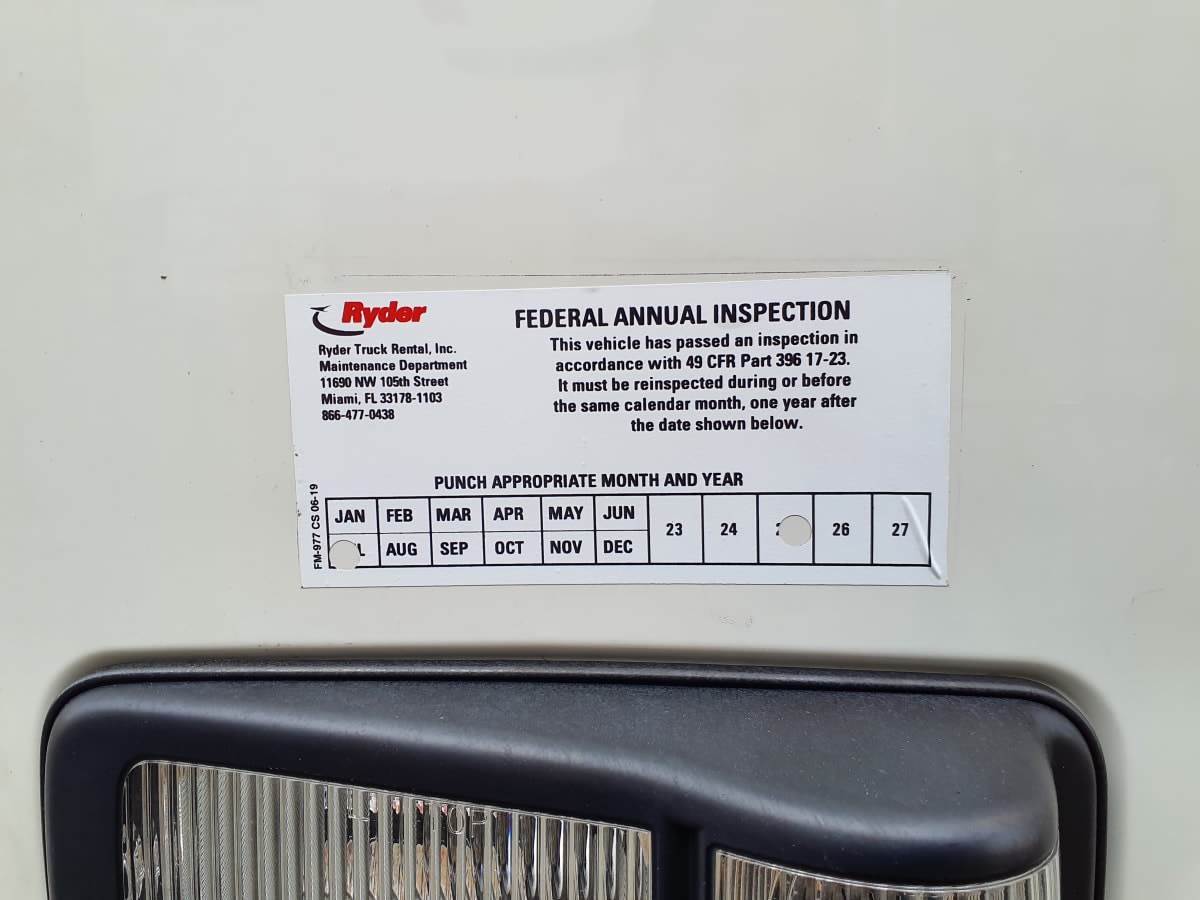 Ryder
Ryder Truck Rental, Inc.
Maintenance Department
11690 NW 105th Street
Miami, FL 33178-1103
866-477-0438
FEDERAL ANNUAL INSPECTION
This vehicle has passed an inspection in
accordance with 49 CFR Part 396 17-23.
It must be reinspected during or before
the same calendar month, one year after
the date shown below.
PUNCH APPROPRIATE MONTH AND YEAR
FM-977 CS 06-19
JAN FEB MAR APR MAY JUN
AUG SEP OCT NOV DEC
23 24 26 27